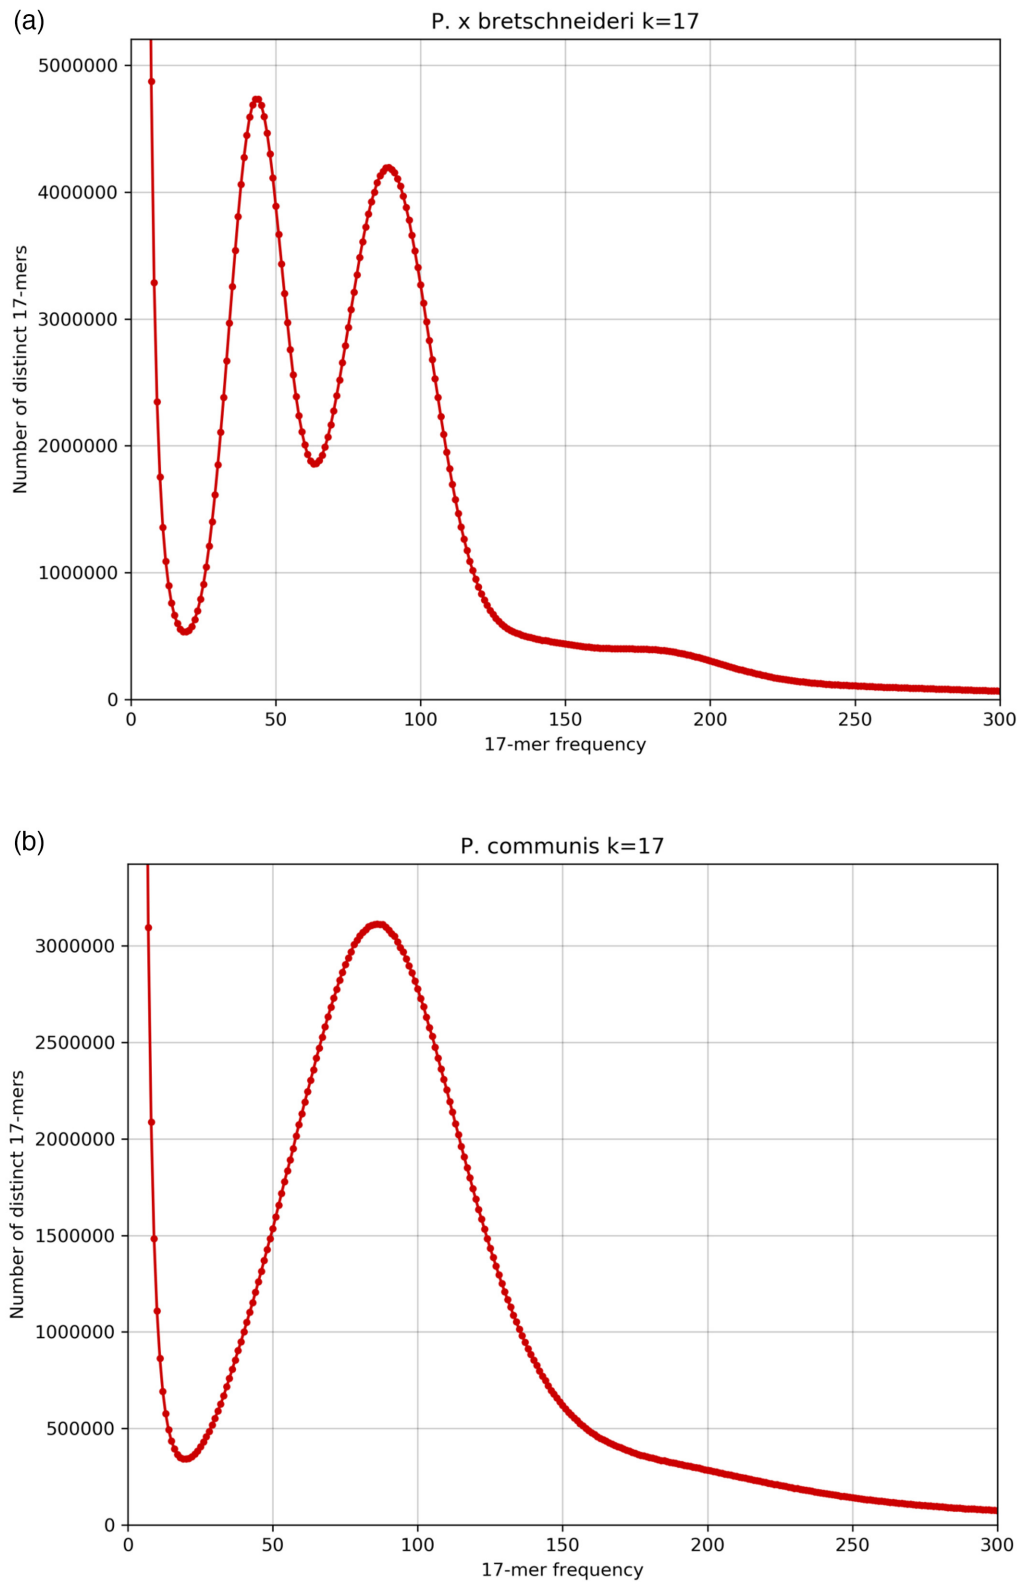 (a)
P. x bretschneideri k=17
Number of distinct 17-mers
5000000
4000000
3000000
2000000
1000000
0
0 50 100 150 200 250 300
17-mer frequency
(b)
P. communis k=17
Number of distinct 17-mers
3000000
2500000
2000000
1500000
1000000
500000
0
0 50 100 150 200 250 300
17-mer frequency